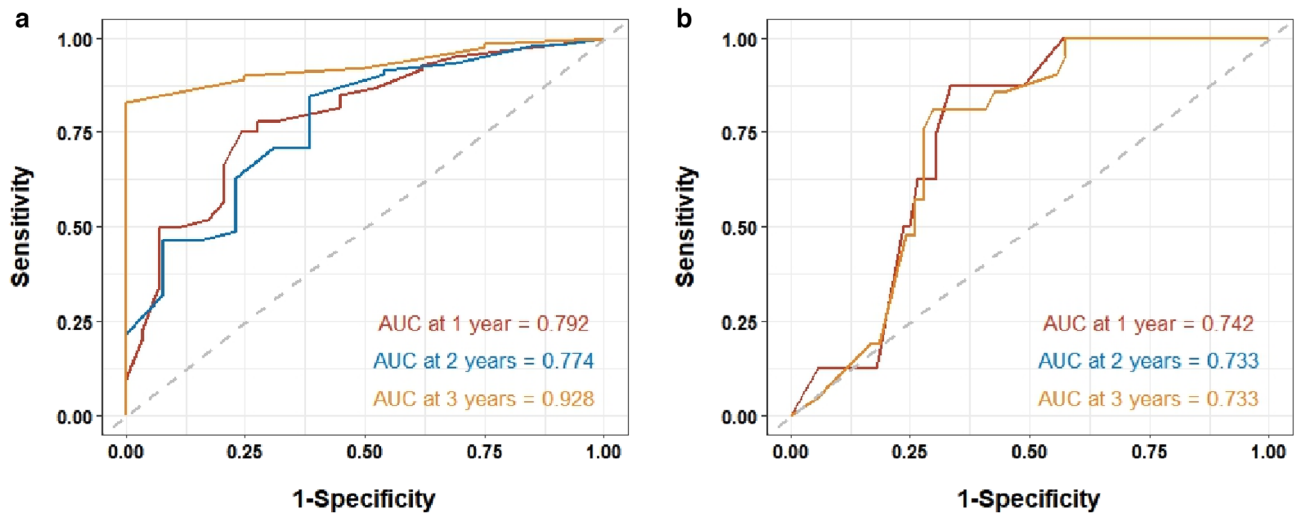 a
1.00
0.75
0.50
0.25
0.00
Sensitivity
AUC at 1 year = 0.792
AUC at 2 years = 0.774
AUC at 3 years = 0.928
0.00 0.25 0.50 0.75 1.00
1-Specificity
b
1.00
0.75
0.50
0.25
0.00
Sensitivity
AUC at 1 year = 0.742
AUC at 2 years = 0.733
AUC at 3 years = 0.733
0.00 0.25 0.50 0.75 1.00
1-Specificity